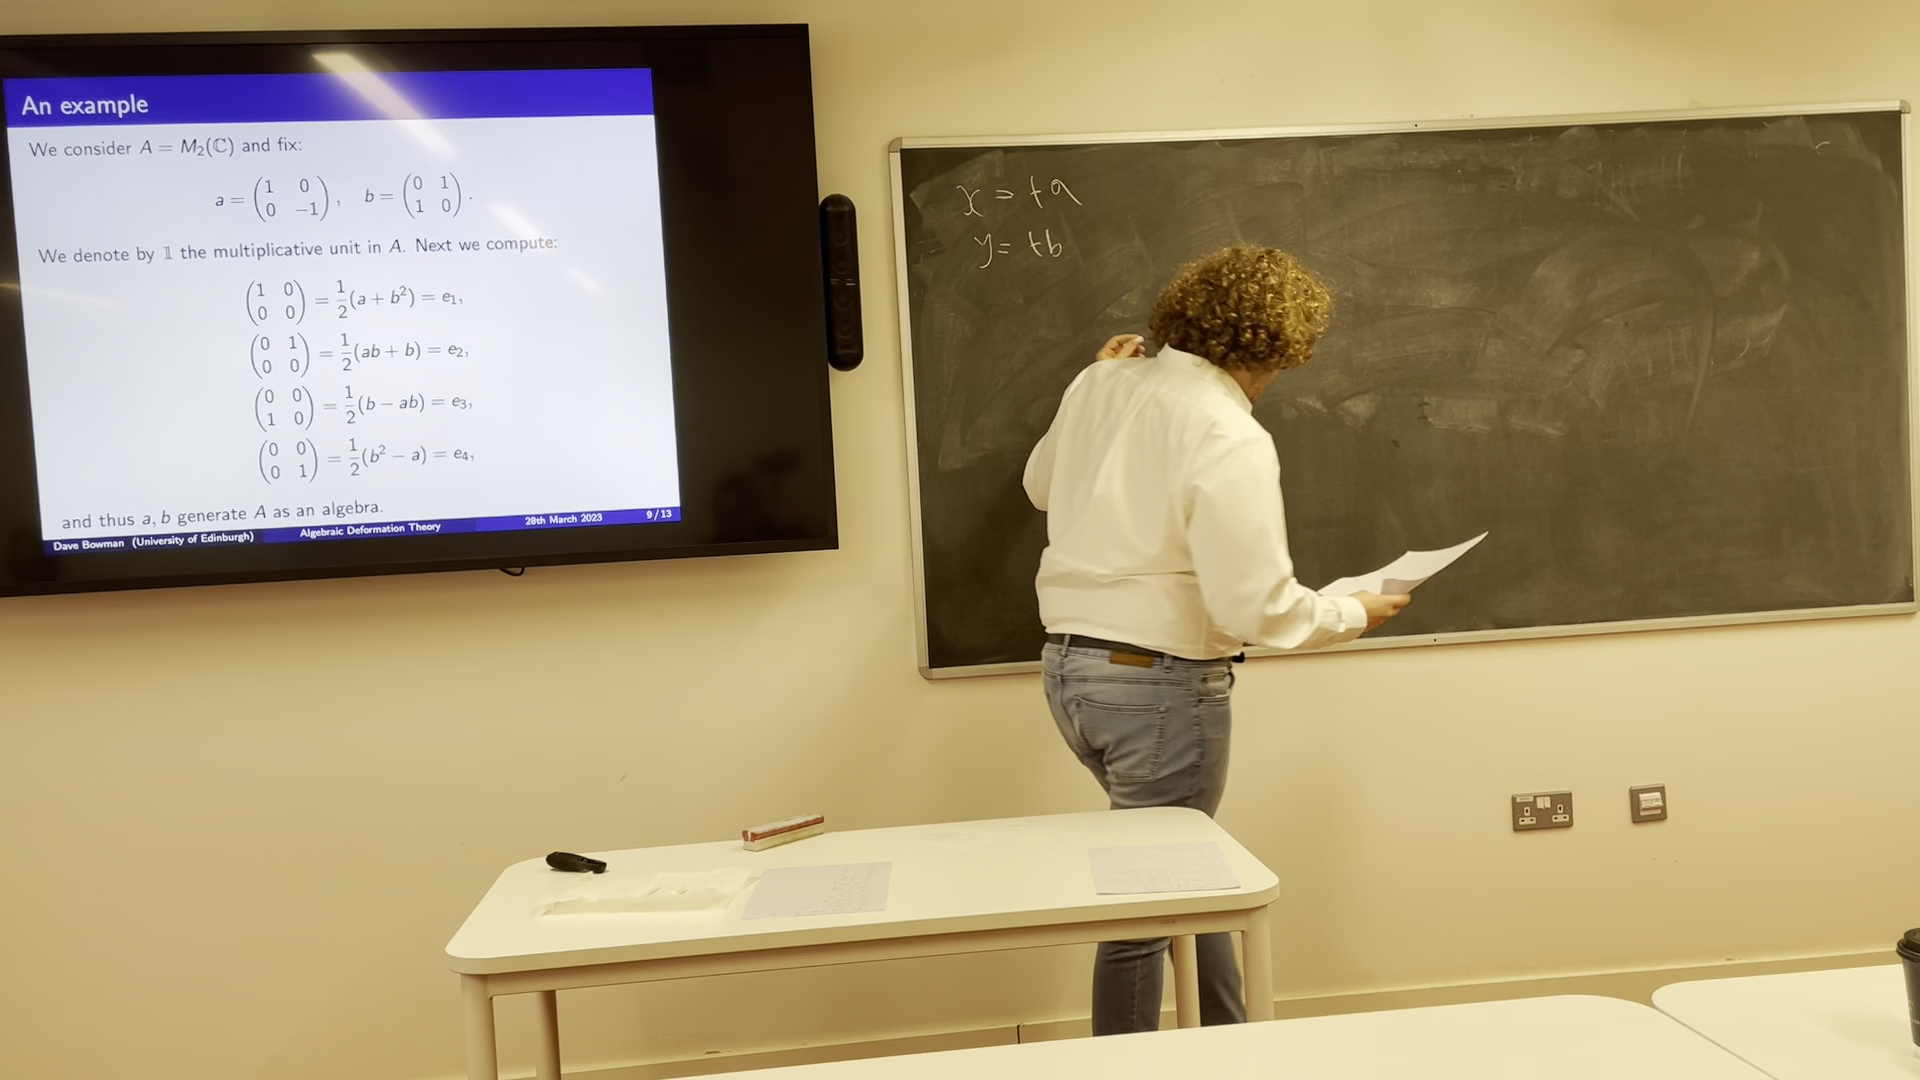 An example
We consider A = M₂(ℂ) and fix:
a = (1 0; 0 −1), b = (0 1; 1 0).
We denote by 𝟙 the multiplicative unit in A. Next we compute:
(1 0; 0 0) = 1/2(a + b²) = e₁,
(0 1; 0 0) = 1/2(ab + b) = e₂,
(0 0; 1 0) = 1/2(b − ab) = e₃,
(0 0; 0 1) = 1/2(b² − a) = e₄,
and thus a, b generate A as an algebra.
Dave Bowman (University of Edinburgh) Algebraic Deformation Theory 28th March 2023 9 / 13
x = ta
y = tb